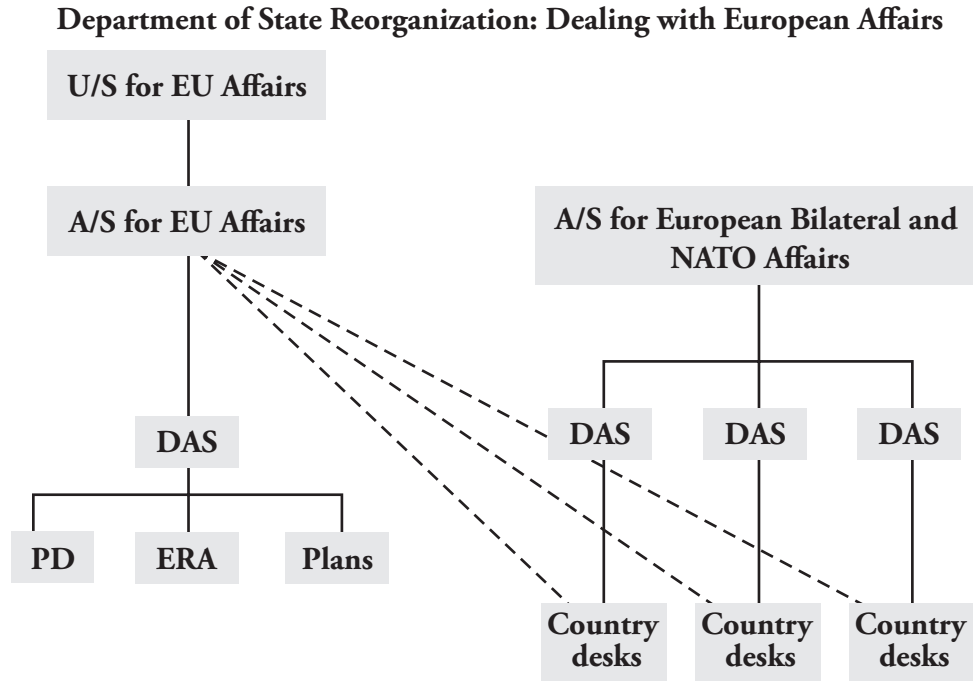 Department of State Reorganization: Dealing with European Affairs
U/S for EU Affairs
A/S for EU Affairs
A/S for European Bilateral and
NATO Affairs
DAS
DAS
DAS
DAS
PD
ERA
Plans
Country
desks
Country
desks
Country
desks